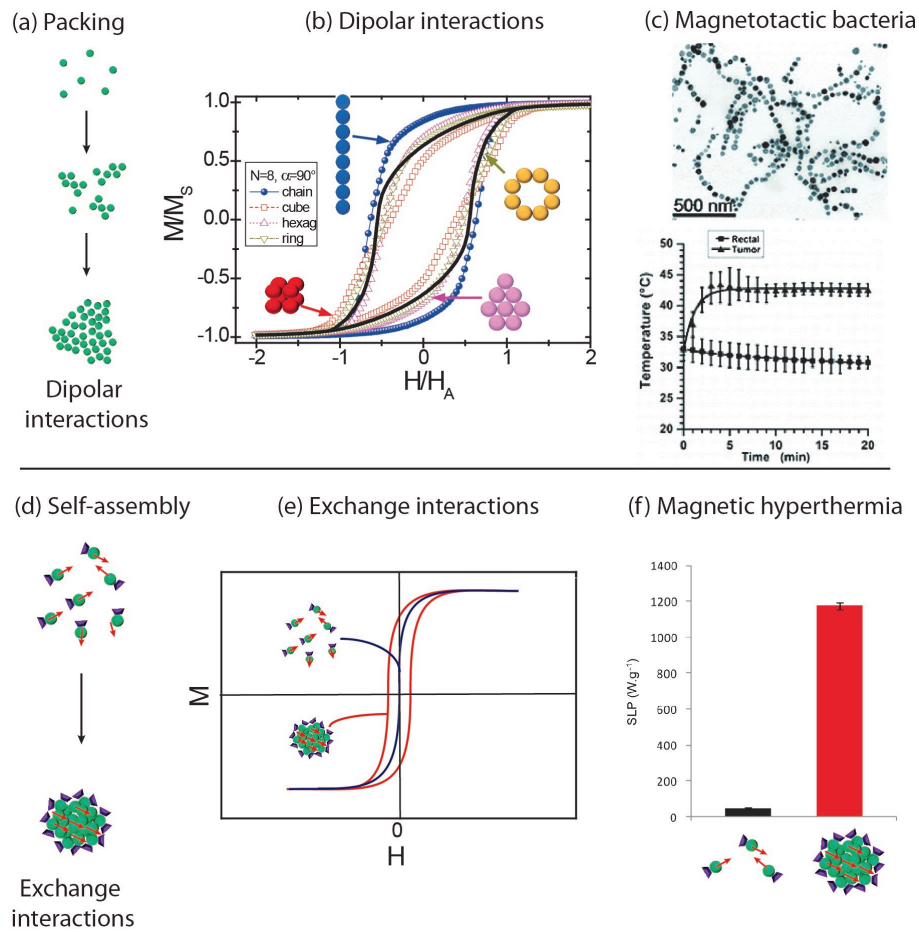 (a) Packing
Dipolar
interactions
(b) Dipolar interactions
M/M_S
1.0
0.5
0.0
-0.5
-1.0
N=8, α=90°
chain
cube
hexag
ring
-2
-1
0
1
2
H/H_A
(c) Magnetotactic bacteria
500 nm
Rectal
Tumor
Temperature (°C)
50
45
40
35
30
25
20
0
5
10
15
20
Time (min)
(d) Self-assembly
Exchange
interactions
(e) Exchange interactions
M
0
H
(f) Magnetic hyperthermia
SLP (W.g⁻¹)
1400
1200
1000
800
600
400
200
0